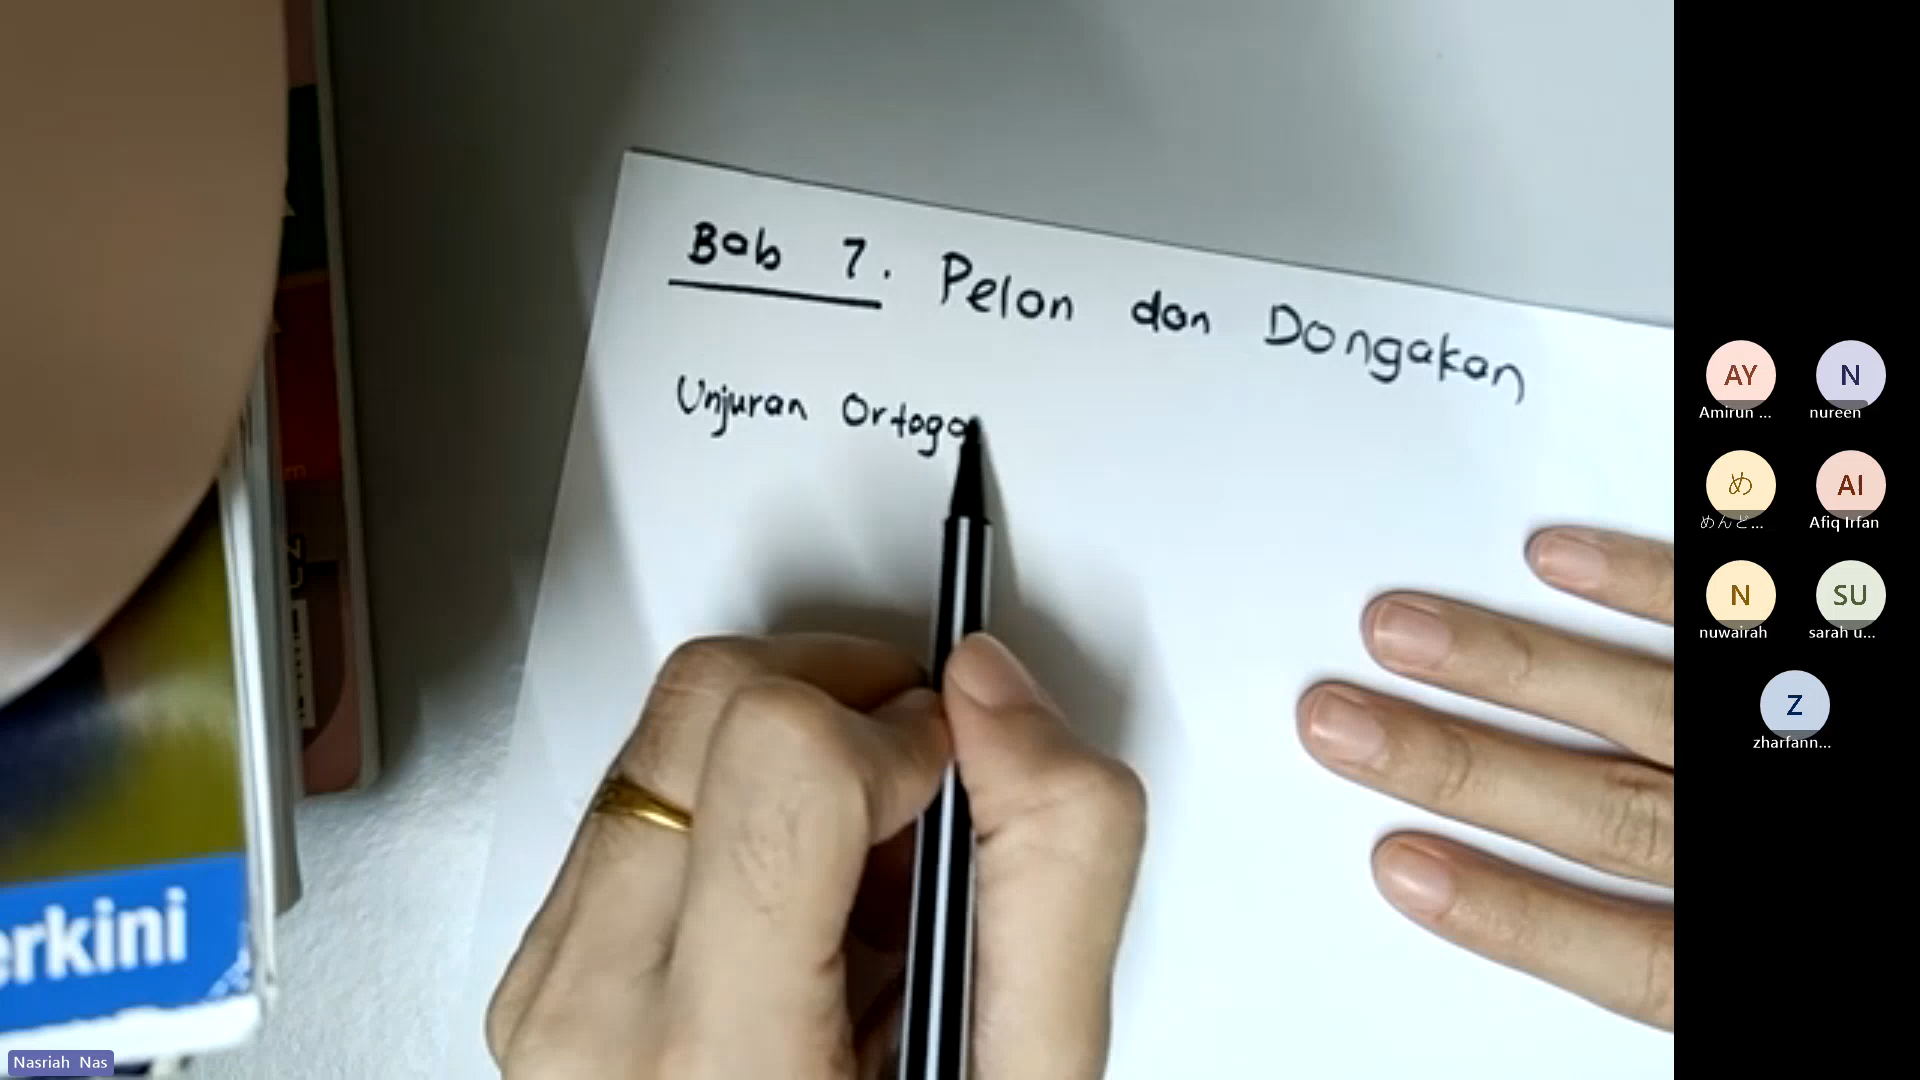 Bab 7. Pelon dan Dongakan
Unjuran Ortogo
erkini
Nasriah Nas
AY
Amirun ...
N
nureen
め
めんど...
AI
Afiq Irfan
N
nuwairah
SU
sarah u...
Z
zharfann...